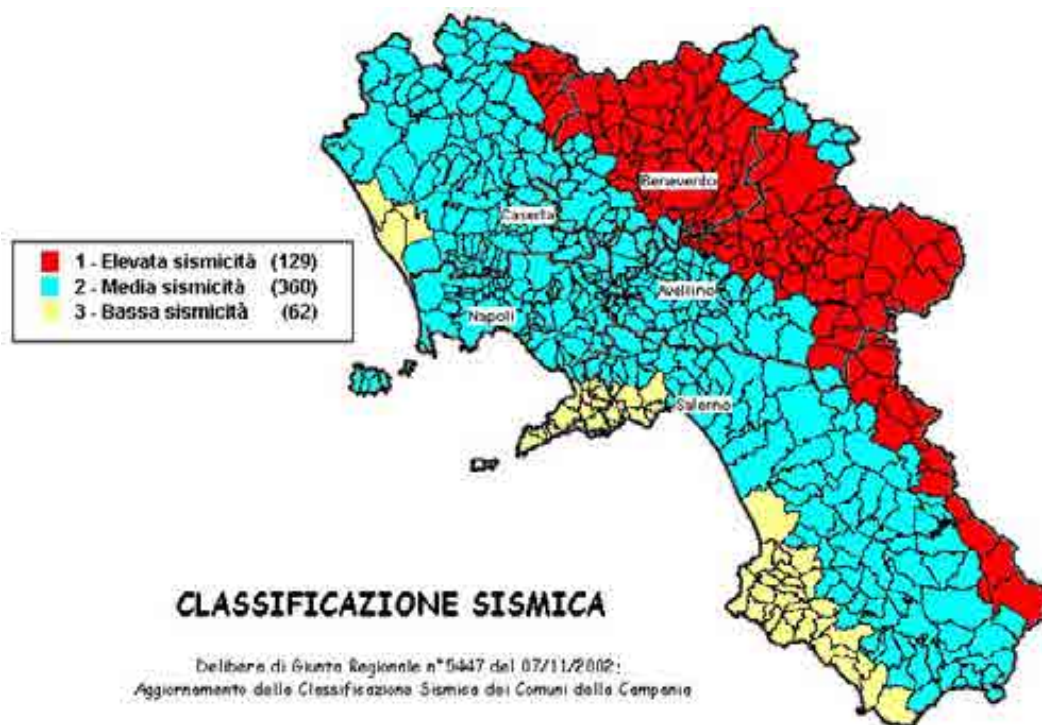 Benevento
Caserta
1 - Elevata sismicità (129)
2 - Media sismicità (360)
3 - Bassa sismicità (62)
Avellino
Napoli
Salerno
CLASSIFICAZIONE SISMICA
Delibera di Giunta Regionale n°5447 del 07/11/2002:
Aggiornamento della Classificazione Sismica dei Comuni della Campania